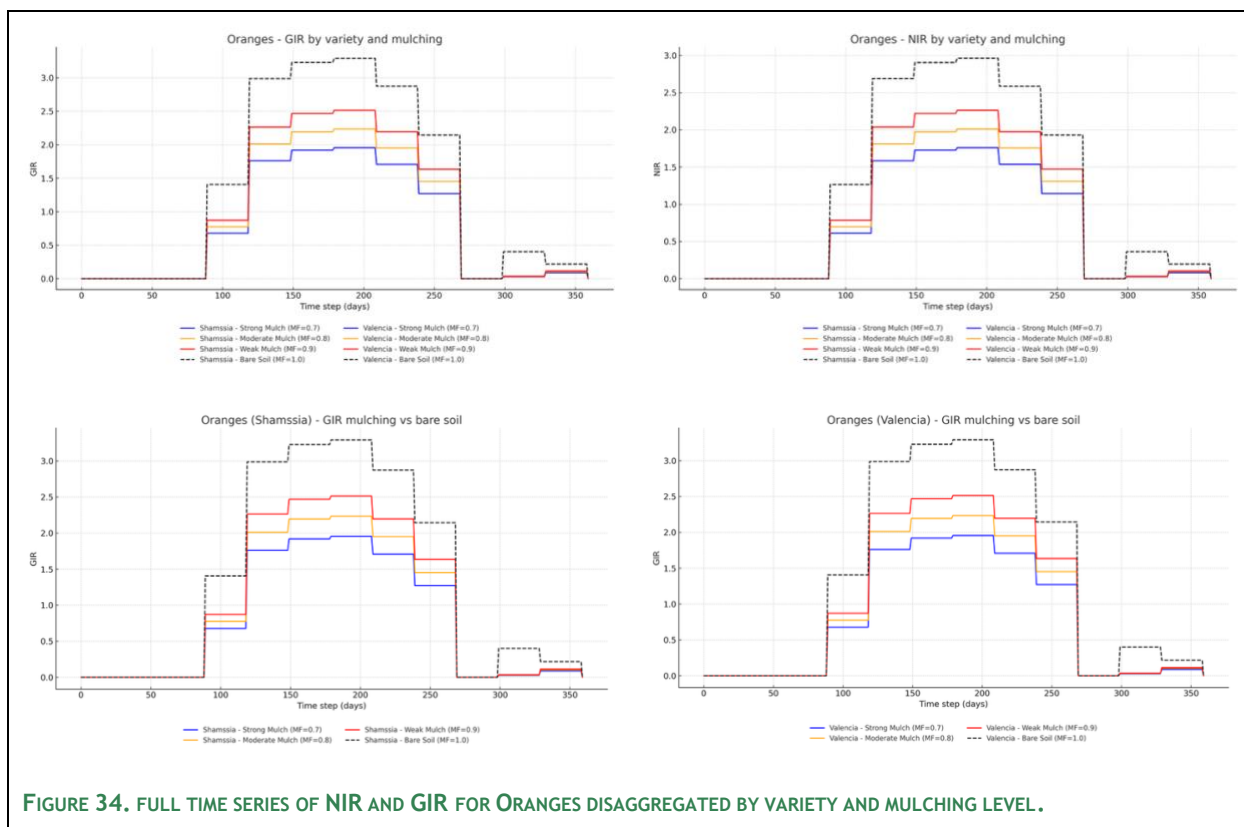 Oranges - GIR by variety and mulching
GIR
3.0
2.5
2.0
1.5
1.0
0.5
0.0
0 50 100 150 200 250 300 350
Time step (days)
Shamssia - Strong Mulch (MF=0.7) Valencia - Strong Mulch (MF=0.7)
Shamssia - Moderate Mulch (MF=0.8) Valencia - Moderate Mulch (MF=0.8)
Shamssia - Weak Mulch (MF=0.9) Valencia - Weak Mulch (MF=0.9)
Shamssia - Bare Soil (MF=1.0) Valencia - Bare Soil (MF=1.0)
Oranges - NIR by variety and mulching
NIR
3.0
2.5
2.0
1.5
1.0
0.5
0.0
0 50 100 150 200 250 300 350
Time step (days)
Shamssia - Strong Mulch (MF=0.7) Valencia - Strong Mulch (MF=0.7)
Shamssia - Moderate Mulch (MF=0.8) Valencia - Moderate Mulch (MF=0.8)
Shamssia - Weak Mulch (MF=0.9) Valencia - Weak Mulch (MF=0.9)
Shamssia - Bare Soil (MF=1.0) Valencia - Bare Soil (MF=1.0)
Oranges (Shamssia) - GIR mulching vs bare soil
GIR
3.0
2.5
2.0
1.5
1.0
0.5
0.0
0 50 100 150 200 250 300 350
Time step (days)
Shamssia - Strong Mulch (MF=0.7) Shamssia - Weak Mulch (MF=0.9)
Shamssia - Moderate Mulch (MF=0.8) Shamssia - Bare Soil (MF=1.0)
Oranges (Valencia) - GIR mulching vs bare soil
GIR
3.0
2.5
2.0
1.5
1.0
0.5
0.0
0 50 100 150 200 250 300 350
Time step (days)
Valencia - Strong Mulch (MF=0.7) Valencia - Weak Mulch (MF=0.9)
Valencia - Moderate Mulch (MF=0.8) Valencia - Bare Soil (MF=1.0)
FIGURE 34. FULL TIME SERIES OF NIR AND GIR FOR ORANGES DISAGGREGATED BY VARIETY AND MULCHING LEVEL.